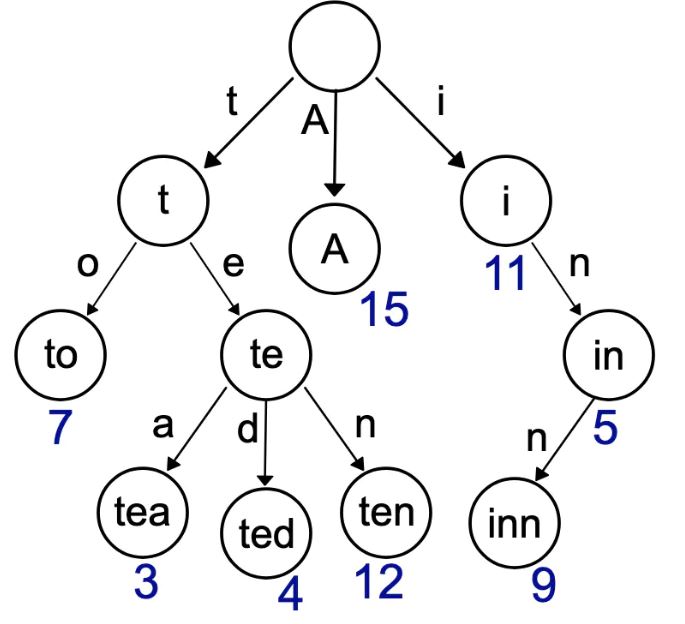 t A i
t A i
o e 15 11 n
to te in
7 a d n n 5
tea ted ten inn
3 4 12 9